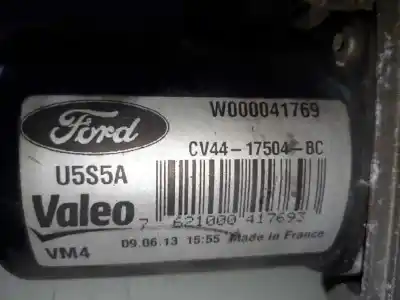 W000041769
Ford
CV44-17504-BC
U5S5A
Valeo
7 621000 417693
VM4
09.06.13 15:55 Made in France